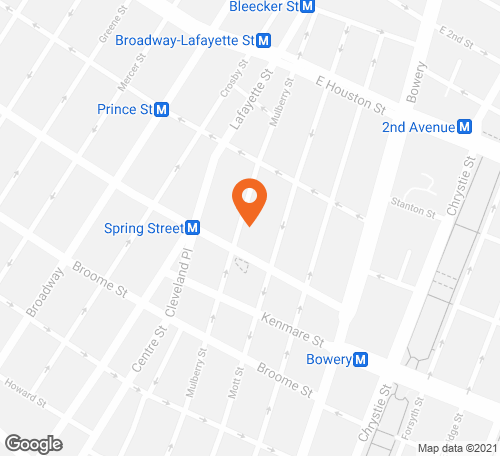 Bleecker St M
Greene St
E 2nd St
Broadway-Lafayette St M
Mercer St
Crosby St
Bowery
E Houston St
Lafayette St
Mulberry St
Prince St M
2nd Avenue M
Chrystie St
Stanton St
Spring Street M
Broadway
Broome St
Cleveland Pl
Kenmare St
Centre St
Mulberry St
Mott St
Bowery M
Broome St
Howard St
Chrystie St
Forsyth St
dge St
Google
Map data ©2021